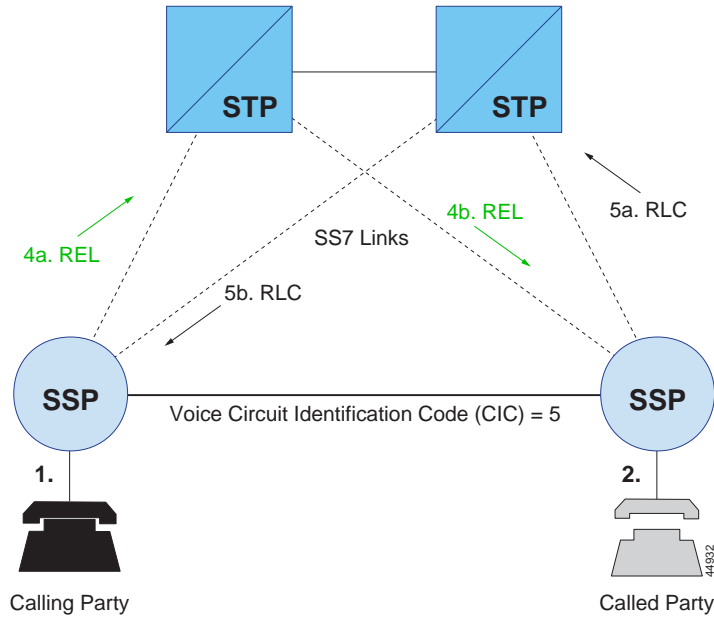 STP
STP
4a. REL
4b. REL
5a. RLC
SS7 Links
5b. RLC
SSP
SSP
Voice Circuit Identification Code (CIC) = 5
1.
2.
44932
Calling Party
Called Party